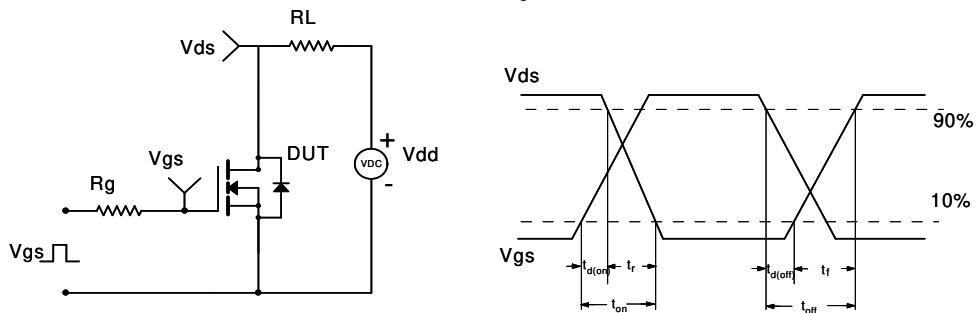 RL
Vds
Vds
90%
DUT
Vgs
+
VDC
Vdd
-
Rg
10%
Vgs
Vgs
td(on)
tr
td(off)
tf
ton
toff